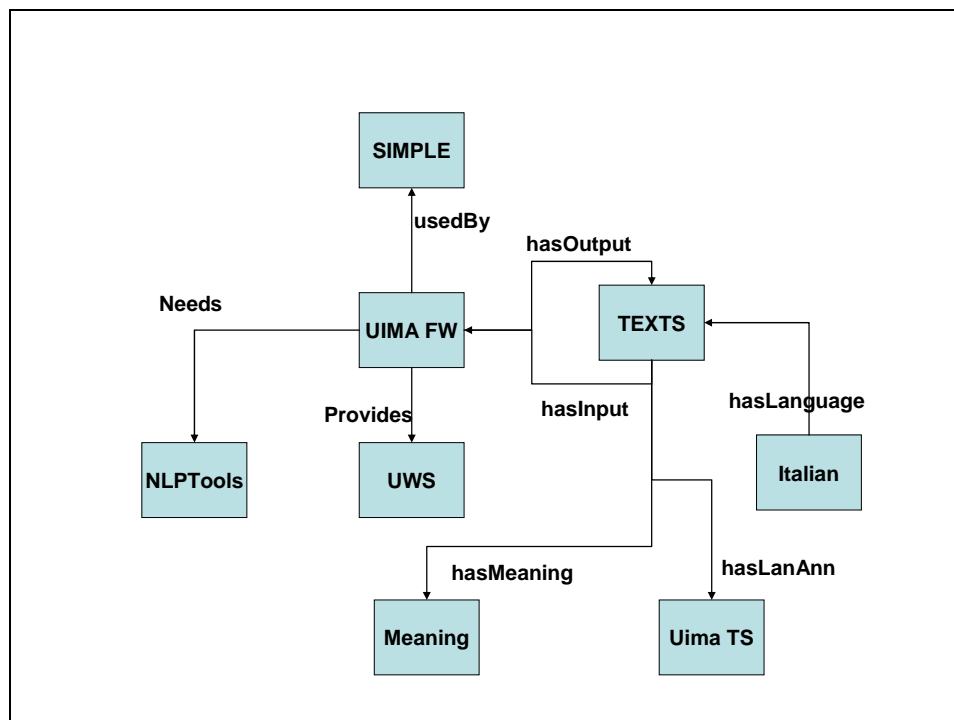 SIMPLE
usedBy
hasOutput
Needs
UIMA FW
TEXTS
Provides
hasInput
hasLanguage
NLPTools
UWS
Italian
hasMeaning
hasLanAnn
Meaning
Uima TS